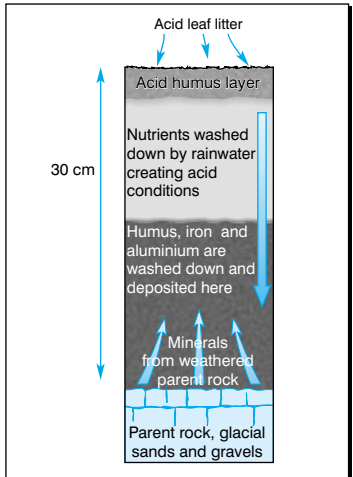 Acid leaf litter
Acid humus layer
Nutrients washed
down by rainwater
creating acid
conditions
30 cm
Humus, iron and
aluminium are
washed down and
deposited here
Minerals
from weathered
parent rock
Parent rock, glacial
sands and gravels